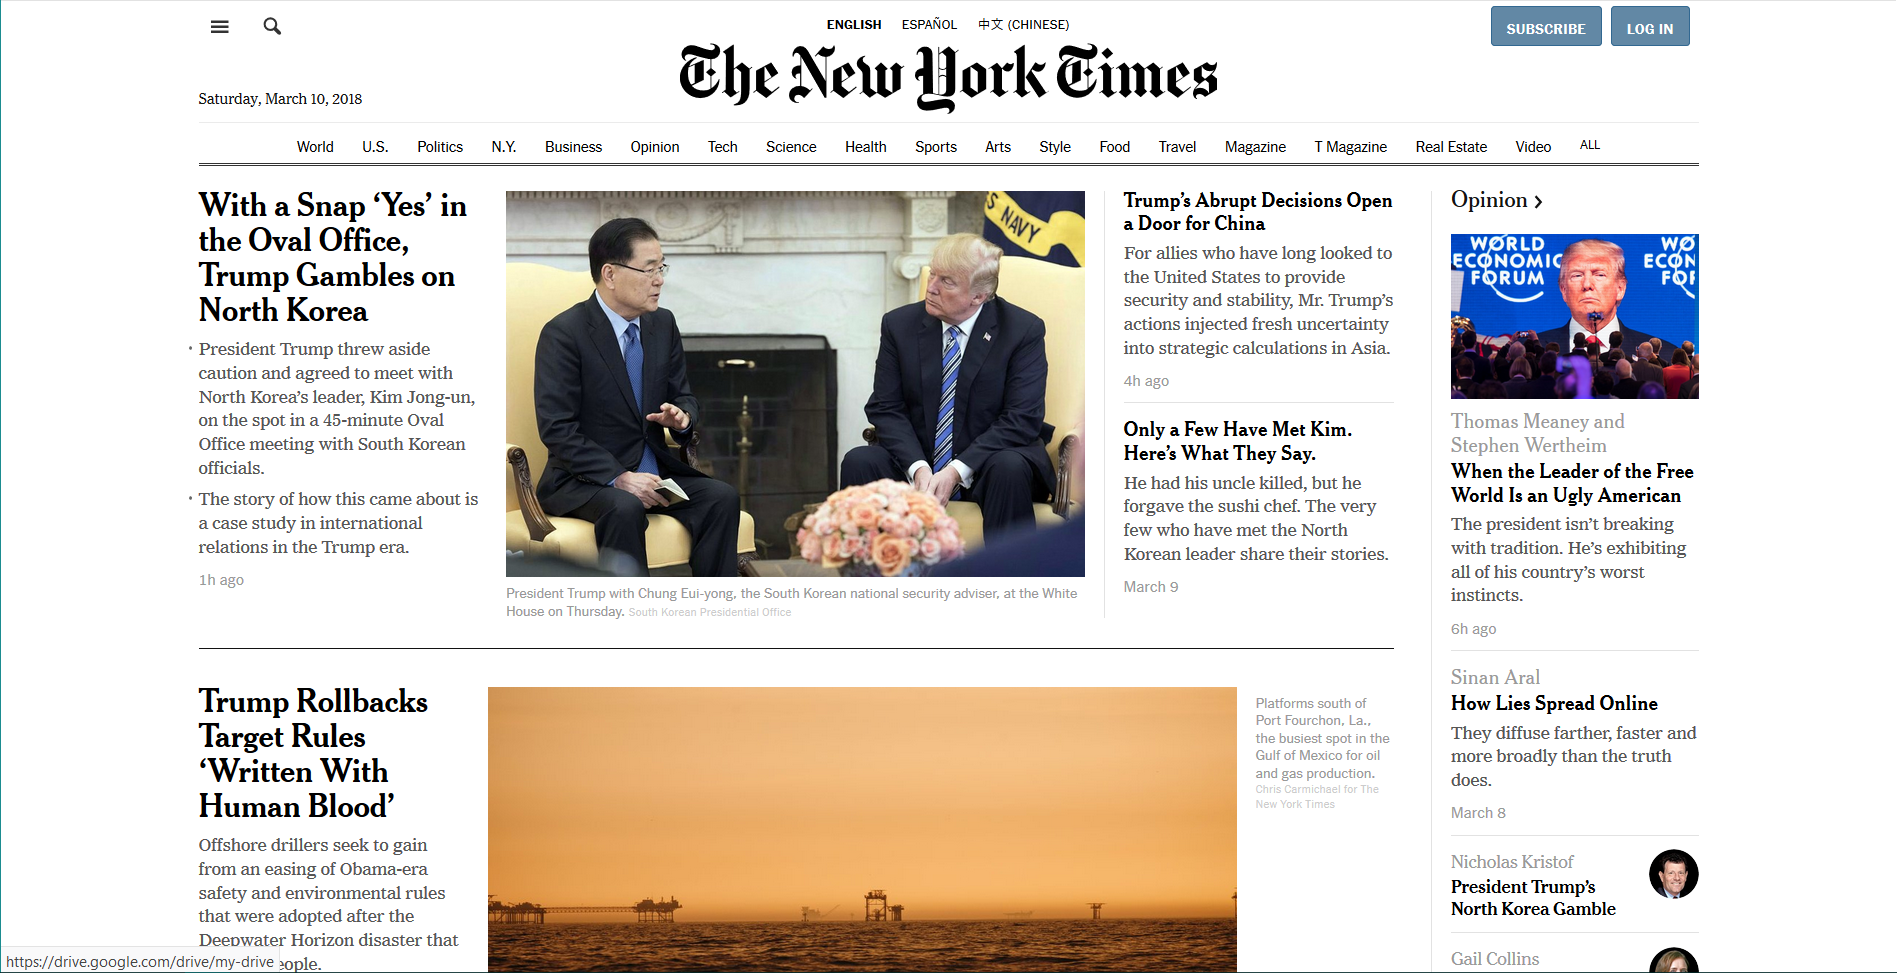 ENGLISH ESPAÑOL 中文 (CHINESE)
SUBSCRIBE LOG IN
The New York Times
Saturday, March 10, 2018
World U.S. Politics N.Y. Business Opinion Tech Science Health Sports Arts Style Food Travel Magazine T Magazine Real Estate Video ALL
With a Snap ‘Yes’ in
the Oval Office,
Trump Gambles on
North Korea
• President Trump threw aside
caution and agreed to meet with
North Korea’s leader, Kim Jong-un,
on the spot in a 45-minute Oval
Office meeting with South Korean
officials.
• The story of how this came about is
a case study in international
relations in the Trump era.
1h ago
S NAVY
President Trump with Chung Eui-yong, the South Korean national security adviser, at the White
House on Thursday. South Korean Presidential Office
Trump’s Abrupt Decisions Open
a Door for China
For allies who have long looked to
the United States to provide
security and stability, Mr. Trump’s
actions injected fresh uncertainty
into strategic calculations in Asia.
4h ago
Only a Few Have Met Kim.
Here’s What They Say.
He had his uncle killed, but he
forgave the sushi chef. The very
few who have met the North
Korean leader share their stories.
March 9
Trump Rollbacks
Target Rules
‘Written With
Human Blood’
Offshore drillers seek to gain
from an easing of Obama-era
safety and environmental rules
that were adopted after the
Deepwater Horizon disaster that
eople.
Platforms south of
Port Fourchon, La.,
the busiest spot in the
Gulf of Mexico for oil
and gas production.
Chris Carmichael for The
New York Times
Opinion >
WORLD
ECONOMIC
FORUM
WO
ECON
FOR
Thomas Meaney and
Stephen Wertheim
When the Leader of the Free
World Is an Ugly American
The president isn’t breaking
with tradition. He’s exhibiting
all of his country’s worst
instincts.
6h ago
Sinan Aral
How Lies Spread Online
They diffuse farther, faster and
more broadly than the truth
does.
March 8
Nicholas Kristof
President Trump’s
North Korea Gamble
Gail Collins
https://drive.google.com/drive/my-drive